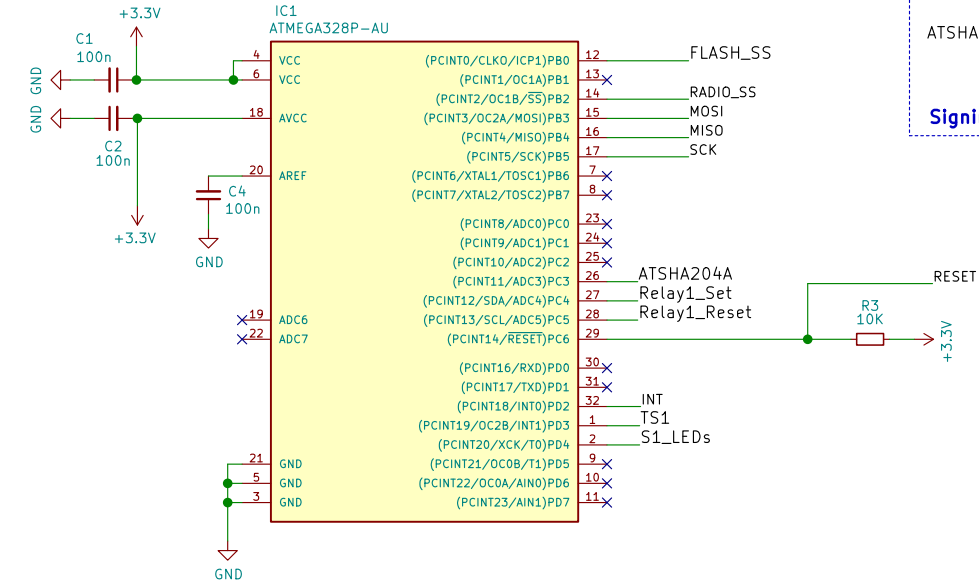 +3.3V
IC1
ATMEGA328P-AU
C1
100n
GND
4 VCC
6 VCC
GND
18 AVCC
C2
100n
20 AREF
C4
100n
+3.3V
GND
19 ADC6
22 ADC7
21 GND
5 GND
3 GND
GND
(PCINT0/CLKO/ICP1)PB0 12 FLASH_SS
(PCINT1/OC1A)PB1 13
(PCINT2/OC1B/SS)PB2 14 RADIO_SS
(PCINT3/OC2A/MOSI)PB3 15 MOSI
(PCINT4/MISO)PB4 16 MISO
(PCINT5/SCK)PB5 17 SCK
(PCINT6/XTAL1/TOSC1)PB6 7
(PCINT7/XTAL2/TOSC2)PB7 8
(PCINT8/ADC0)PC0 23
(PCINT9/ADC1)PC1 24
(PCINT10/ADC2)PC2 25
(PCINT11/ADC3)PC3 26 ATSHA204A
(PCINT12/SDA/ADC4)PC4 27 Relay1_Set
(PCINT13/SCL/ADC5)PC5 28 Relay1_Reset
(PCINT14/RESET)PC6 29
(PCINT16/RXD)PD0 30
(PCINT17/TXD)PD1 31
(PCINT18/INT0)PD2 32 INT
(PCINT19/OC2B/INT1)PD3 1 TS1
(PCINT20/XCK/T0)PD4 2 S1_LEDs
(PCINT21/OC0B/T1)PD5 9
(PCINT22/OC0A/AIN0)PD6 10
(PCINT23/AIN1)PD7 11
RESET
R3
10K
+3.3V
ATSHA
Signi